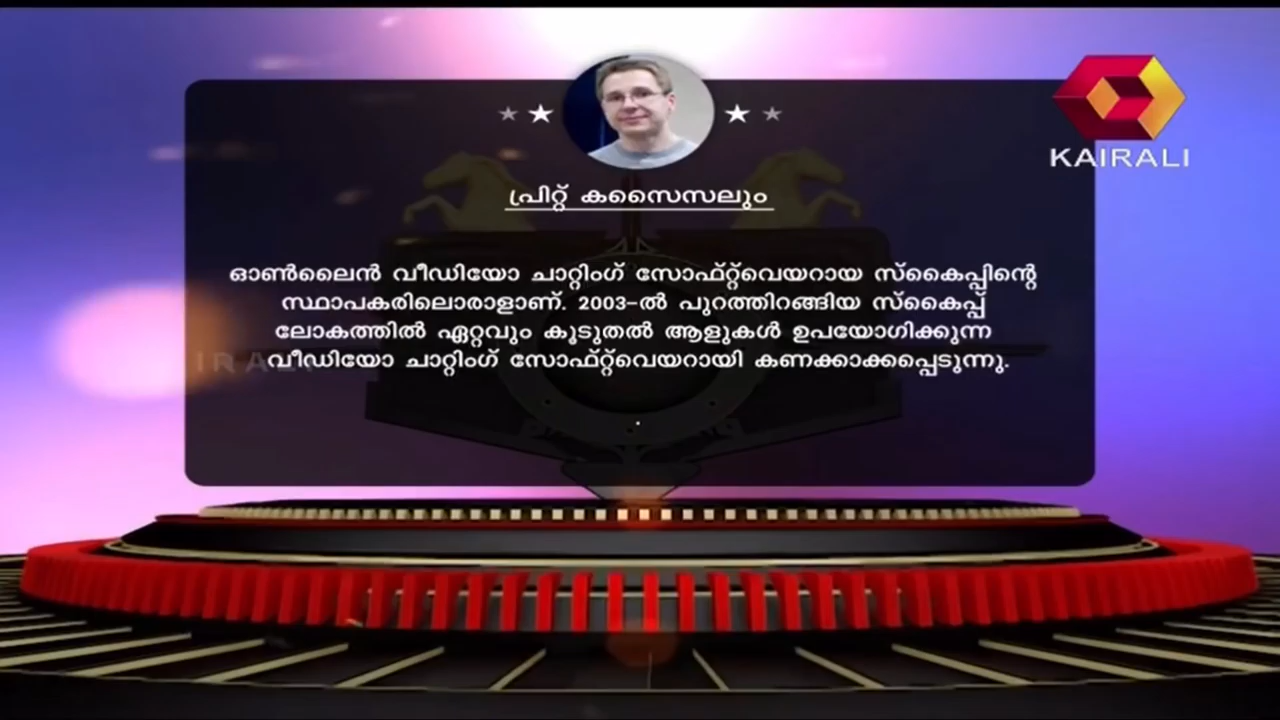 KAIRALI
പ്രിറ്റ് കസൈസലും
ഓൺലൈൻ വീഡിയോ ചാറ്റിംഗ് സോഫ്റ്റ്‌വെയറായ സ്കൈപ്പിന്റെ
സ്ഥാപകരിലൊരാളാണ്. 2003-ൽ പുറത്തിറങ്ങിയ സ്കൈപ്പ്
ലോകത്തിൽ ഏറ്റവും കൂടുതൽ ആളുകൾ ഉപയോഗിക്കുന്ന
വീഡിയോ ചാറ്റിംഗ് സോഫ്റ്റ്‌വെയറായി കണക്കാക്കപ്പെടുന്നു.